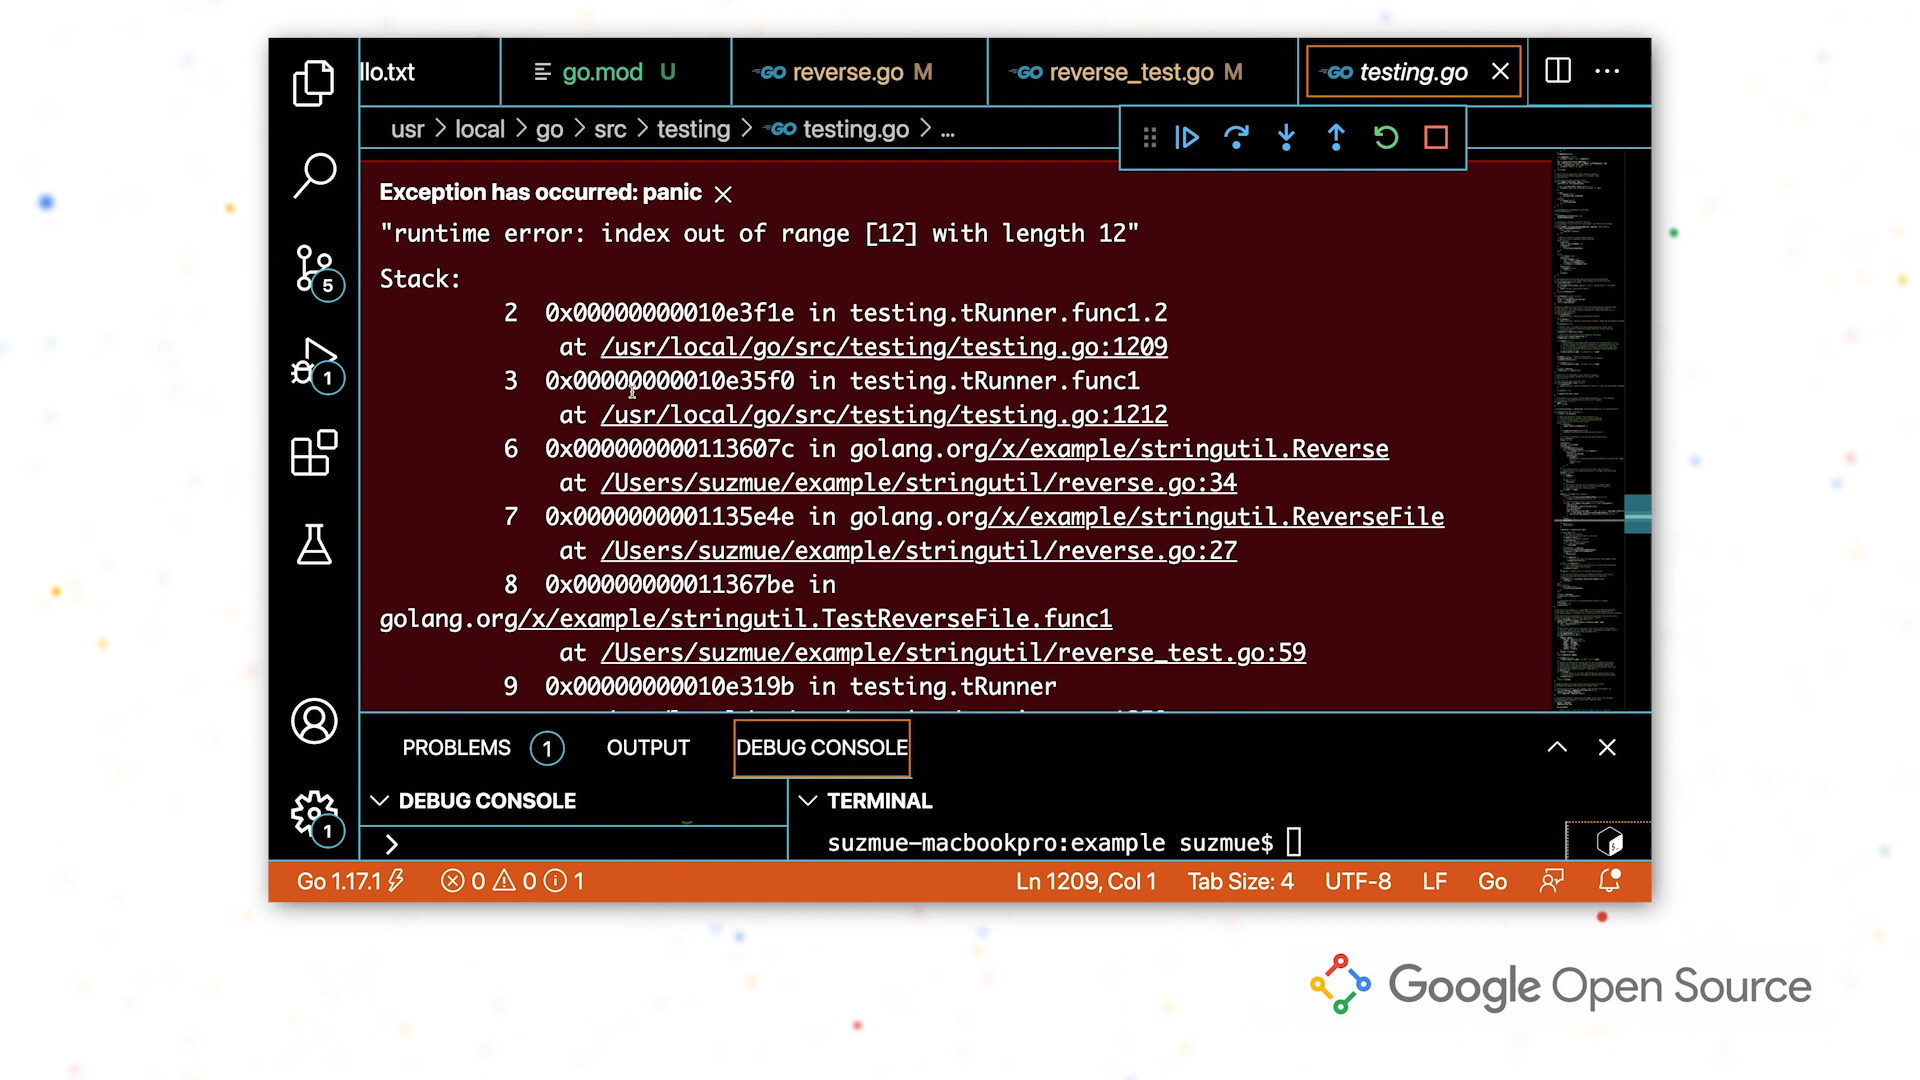 llo.txt
go.mod U
reverse.go M
reverse_test.go M
testing.go
usr > local > go > src > testing > testing.go > ...
Exception has occurred: panic
"runtime error: index out of range [12] with length 12"
Stack:
2 0x00000000010e3f1e in testing.tRunner.func1.2
at /usr/local/go/src/testing/testing.go:1209
3 0x00000000010e35f0 in testing.tRunner.func1
at /usr/local/go/src/testing/testing.go:1212
6 0x000000000113607c in golang.org/x/example/stringutil.Reverse
at /Users/suzmue/example/stringutil/reverse.go:34
7 0x0000000001135e4e in golang.org/x/example/stringutil.ReverseFile
at /Users/suzmue/example/stringutil/reverse.go:27
8 0x00000000011367be in
golang.org/x/example/stringutil.TestReverseFile.func1
at /Users/suzmue/example/stringutil/reverse_test.go:59
9 0x00000000010e319b in testing.tRunner
5
1
1
PROBLEMS 1 OUTPUT DEBUG CONSOLE
DEBUG CONSOLE
TERMINAL
>
suzmue-macbookpro:example suzmue$
Go 1.17.1 0 0 1 Ln 1209, Col 1 Tab Size: 4 UTF-8 LF Go
Google Open Source